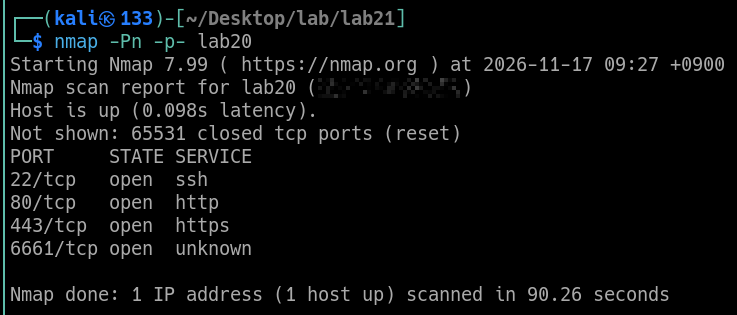 ┌──(kali㉿133)-[~/Desktop/lab/lab21]
└─$ nmap -Pn -p- lab20
Starting Nmap 7.99 ( https://nmap.org ) at 2026-11-17 09:27 +0900
Nmap scan report for lab20 ( )
Host is up (0.098s latency).
Not shown: 65531 closed tcp ports (reset)
PORT     STATE SERVICE
22/tcp   open  ssh
80/tcp   open  http
443/tcp  open  https
6661/tcp open  unknown
Nmap done: 1 IP address (1 host up) scanned in 90.26 seconds